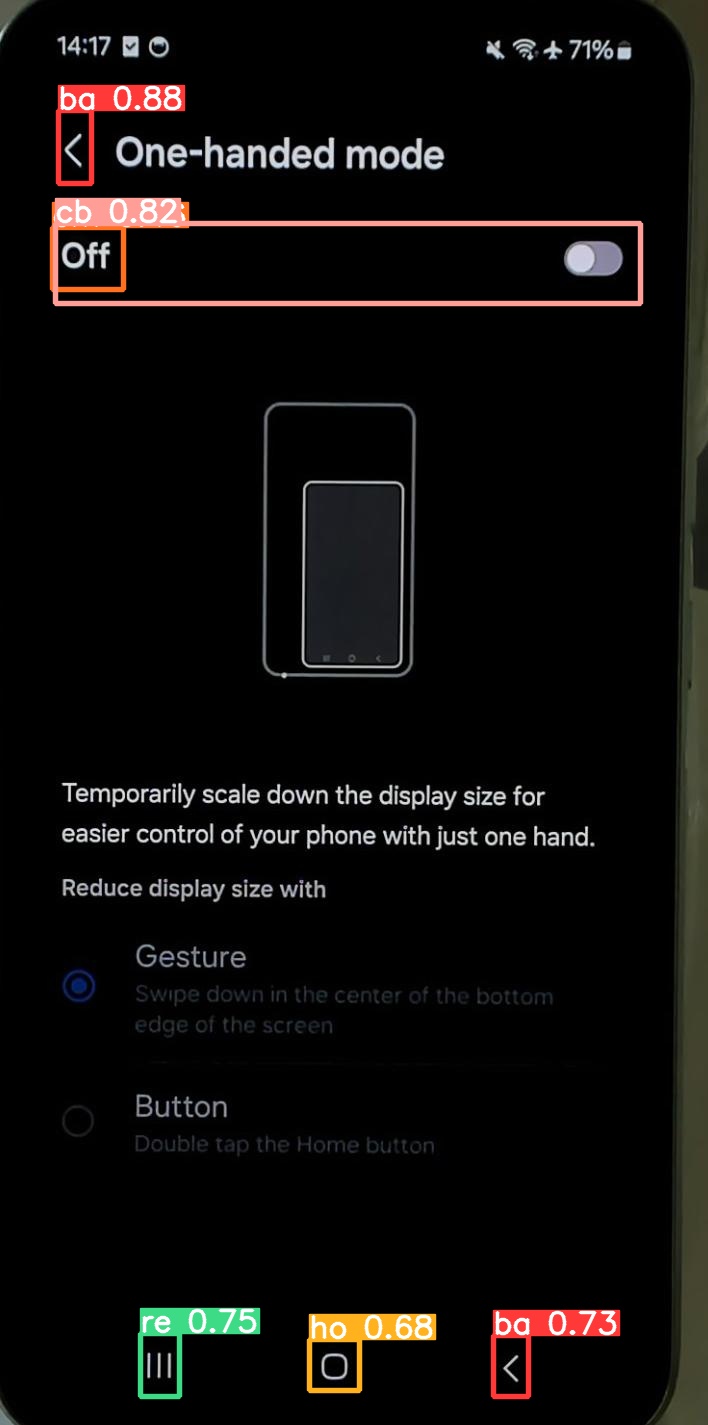 14:17 71%
ba 0.88
One-handed mode
cb 0.82
Off
Temporarily scale down the display size for
easier control of your phone with just one hand.
Reduce display size with
Gesture
Swipe down in the center of the bottom
edge of the screen
Button
Double tap the Home button
re 0.75 ho 0.68 ba 0.73